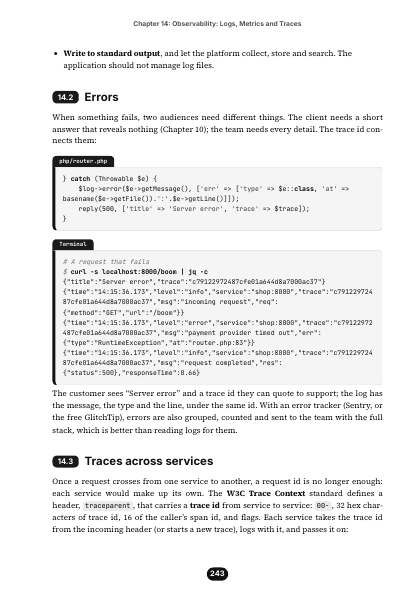 Chapter 14: Observability: Logs, Metrics and Traces
• Write to standard output, and let the platform collect, store and search. The
application should not manage log files.
14.2 Errors
When something fails, two audiences need different things. The client needs a short
answer that reveals nothing (Chapter 10); the team needs every detail. The trace id con-
nects them:
php/router.php
} catch (Throwable $e) {
$log->error($e->getMessage(), ['err' => ['type' => $e::class, 'at' =>
basename($e->getFile()).':'.$e->getLine()]]);
reply(500, ['title' => 'Server error', 'trace' => $trace]);
}
Terminal
# A request that fails
$ curl -s localhost:8000/boom | jq -c
{"title":"Server error","trace":"c79122972487cfe01a644d8a7000ac37"}
{"time":"14:15:36.173","level":"info","service":"shop:8000","trace":"c791229724
87cfe01a644d8a7000ac37","msg":"incoming request","req":
{"method":"GET","url":"/boom"}}
{"time":"14:15:36.173","level":"error","service":"shop:8000","trace":"c79122972
487cfe01a644d8a7000ac37","msg":"payment provider timed out","err":
{"type":"RuntimeException","at":"router.php:83"}}
{"time":"14:15:36.173","level":"info","service":"shop:8000","trace":"c791229724
87cfe01a644d8a7000ac37","msg":"request completed","res":
{"status":500},"responseTime":0.66}
The customer sees “Server error” and a trace id they can quote to support; the log has
the message, the type and the line, under the same id. With an error tracker (Sentry, or
the free GlitchTip), errors are also grouped, counted and sent to the team with the full
stack, which is better than reading logs for them.
14.3 Traces across services
Once a request crosses from one service to another, a request id is no longer enough:
each service would make up its own. The W3C Trace Context standard defines a
header, traceparent, that carries a trace id from service to service: 00-, 32 hex char-
acters of trace id, 16 of the caller’s span id, and flags. Each service takes the trace id
from the incoming header (or starts a new trace), logs with it, and passes it on:
243